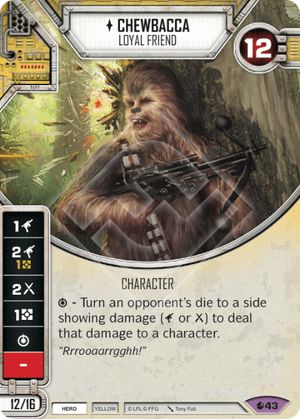 CHEWBACCA
LOYAL FRIEND
12
1
2
1
2
1
-
CHARACTER
- Turn an opponent's die to a side
showing damage ( or ) to deal
that damage to a character.
"Rrrooaarrgghh!"
12/16
HERO
YELLOW
© LFL © FFG
Tony Foti
43